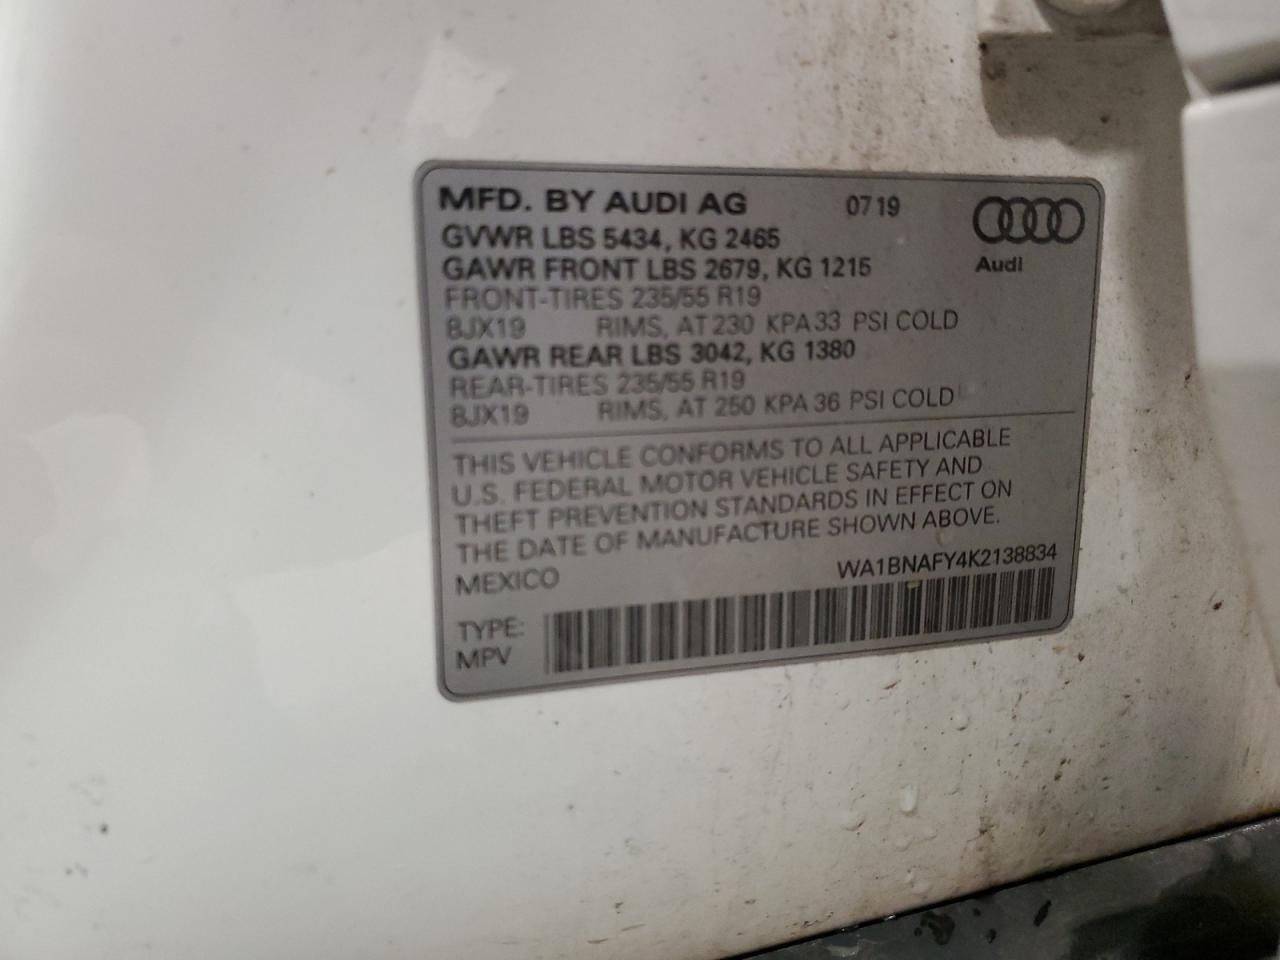 MFD. BY AUDI AG 0719
GVWR LBS 5434, KG 2465
GAWR FRONT LBS 2679, KG 1215
Audi
FRONT-TIRES 235/55 R19
8JX19 RIMS, AT 230 KPA 33 PSI COLD
GAWR REAR LBS 3042, KG 1380
REAR-TIRES 235/55 R19
8JX19 RIMS, AT 250 KPA 36 PSI COLD
THIS VEHICLE CONFORMS TO ALL APPLICABLE
U.S. FEDERAL MOTOR VEHICLE SAFETY AND
THEFT PREVENTION STANDARDS IN EFFECT ON
THE DATE OF MANUFACTURE SHOWN ABOVE.
MEXICO WA1BNAFY4K2138834
TYPE:
MPV